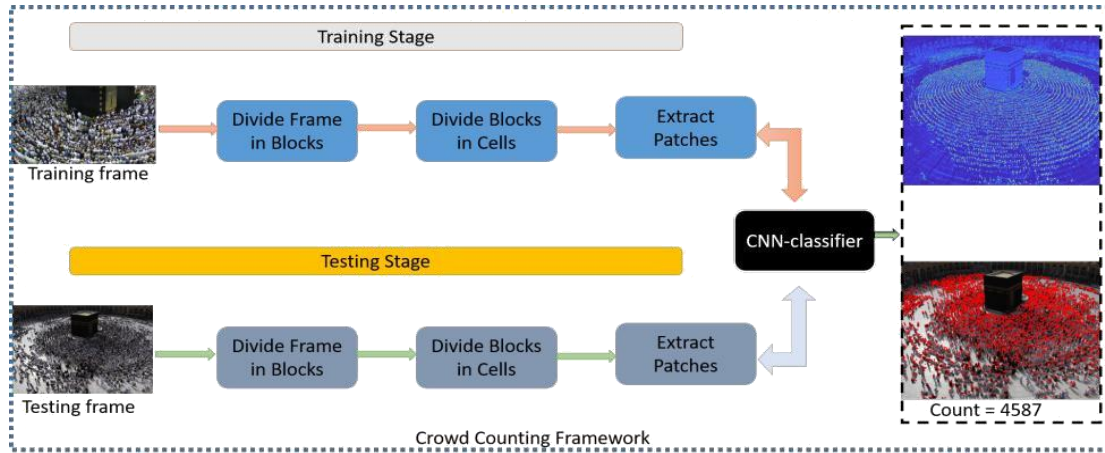 Training Stage
Divide Frame
in Blocks
Divide Blocks
in Cells
Extract
Patches
Training frame
CNN-classifier
Testing Stage
Divide Frame
in Blocks
Divide Blocks
in Cells
Extract
Patches
Testing frame
Count = 4587
Crowd Counting Framework